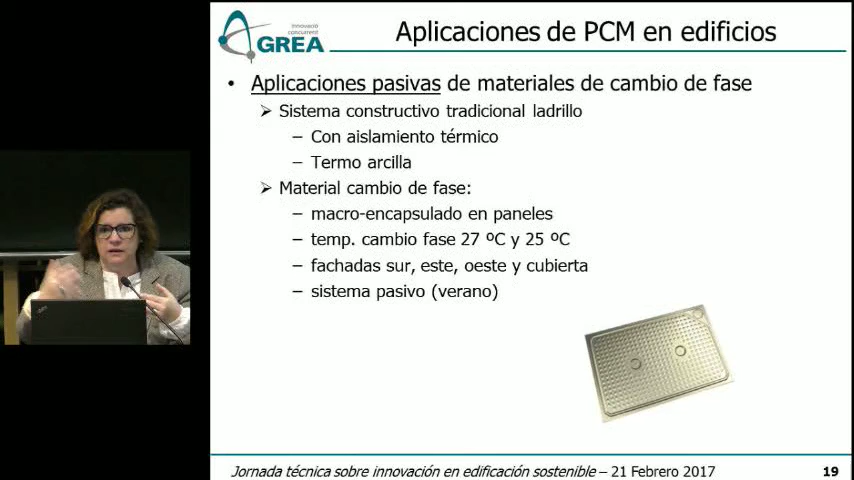 innovació
concurrent
GREA
Aplicaciones de PCM en edificios
• Aplicaciones pasivas de materiales de cambio de fase
➢ Sistema constructivo tradicional ladrillo
– Con aislamiento térmico
– Termo arcilla
➢ Material cambio de fase:
– macro-encapsulado en paneles
– temp. cambio fase 27 ºC y 25 ºC
– fachadas sur, este, oeste y cubierta
– sistema pasivo (verano)
Jornada técnica sobre innovación en edificación sostenible – 21 Febrero 2017
19